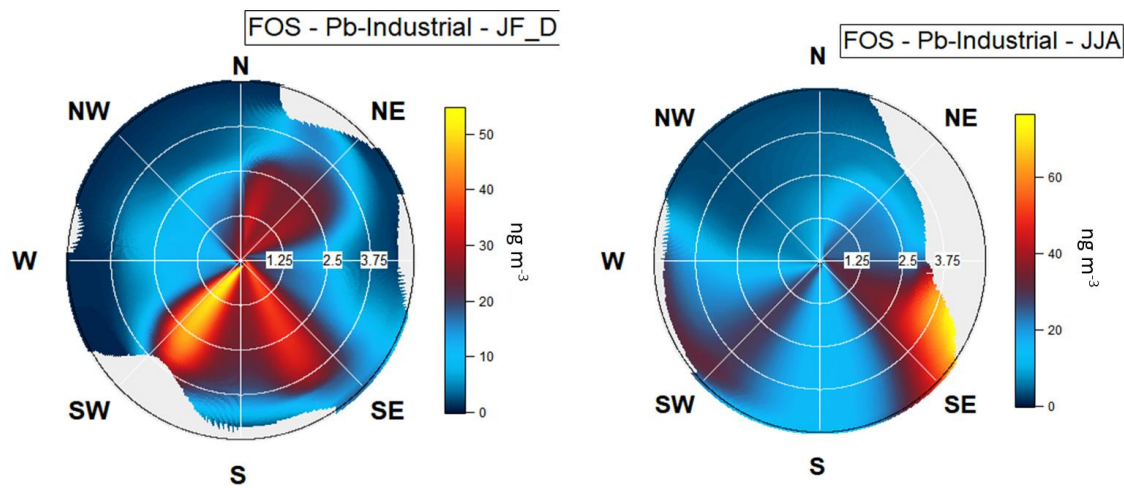 FOS - Pb-Industrial - JF_D
N
NW
NE
W
1.25
2.5
3.75
SW
SE
S
50
40
30
20
10
0
ng m-3
FOS - Pb-Industrial - JJA
N
NW
NE
W
1.25
2.5
3.75
SW
SE
S
60
40
20
0
ng m-3